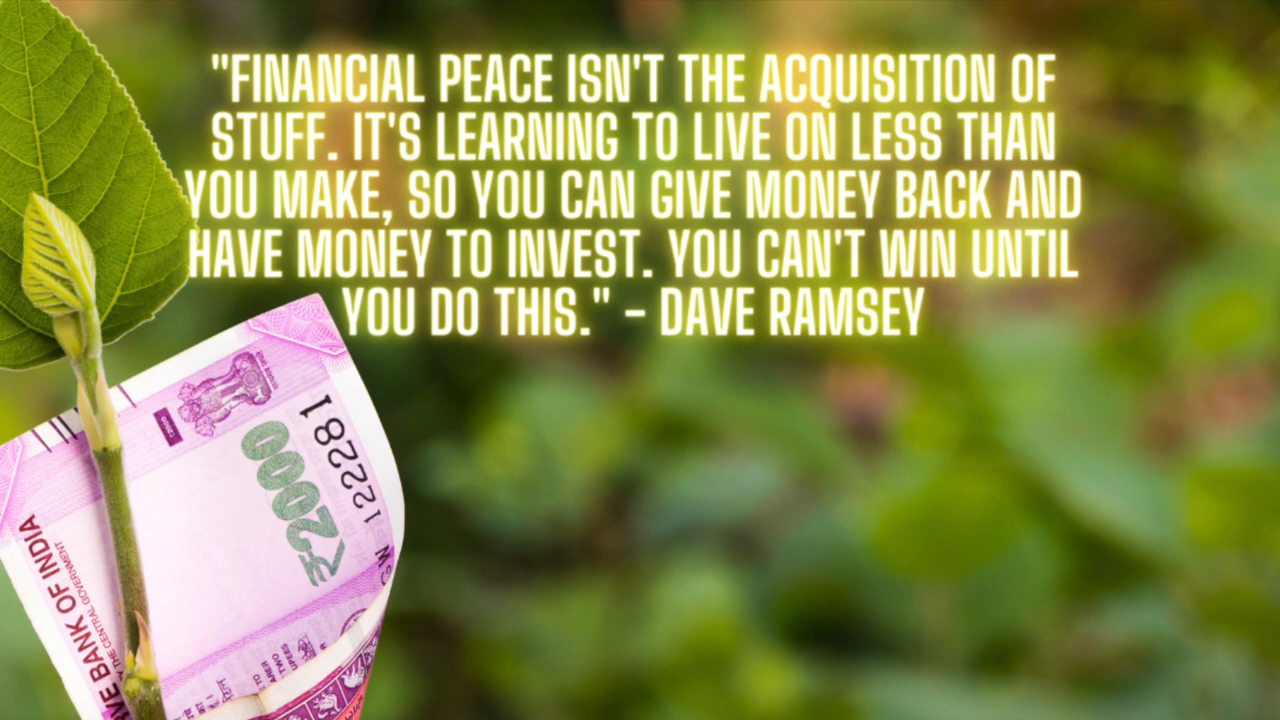 "FINANCIAL PEACE ISN'T THE ACQUISITION OF
STUFF. IT'S LEARNING TO LIVE ON LESS THAN
YOU MAKE, SO YOU CAN GIVE MONEY BACK AND
HAVE MONEY TO INVEST. YOU CAN'T WIN UNTIL
YOU DO THIS." - DAVE RAMSEY
₹2000
122281
BANK OF INDIA
THE CENTRAL GOVERNMENT